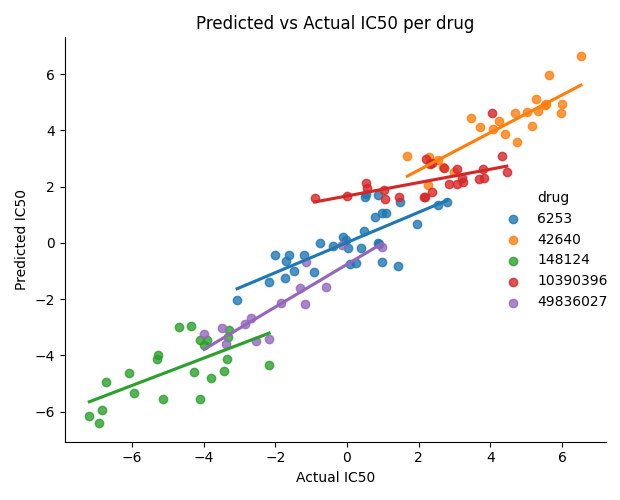 Predicted vs Actual IC50 per drug
Predicted IC50
6
4
2
0
−2
−4
−6
−6 −4 −2 0 2 4 6
Actual IC50
drug
6253
42640
148124
10390396
49836027